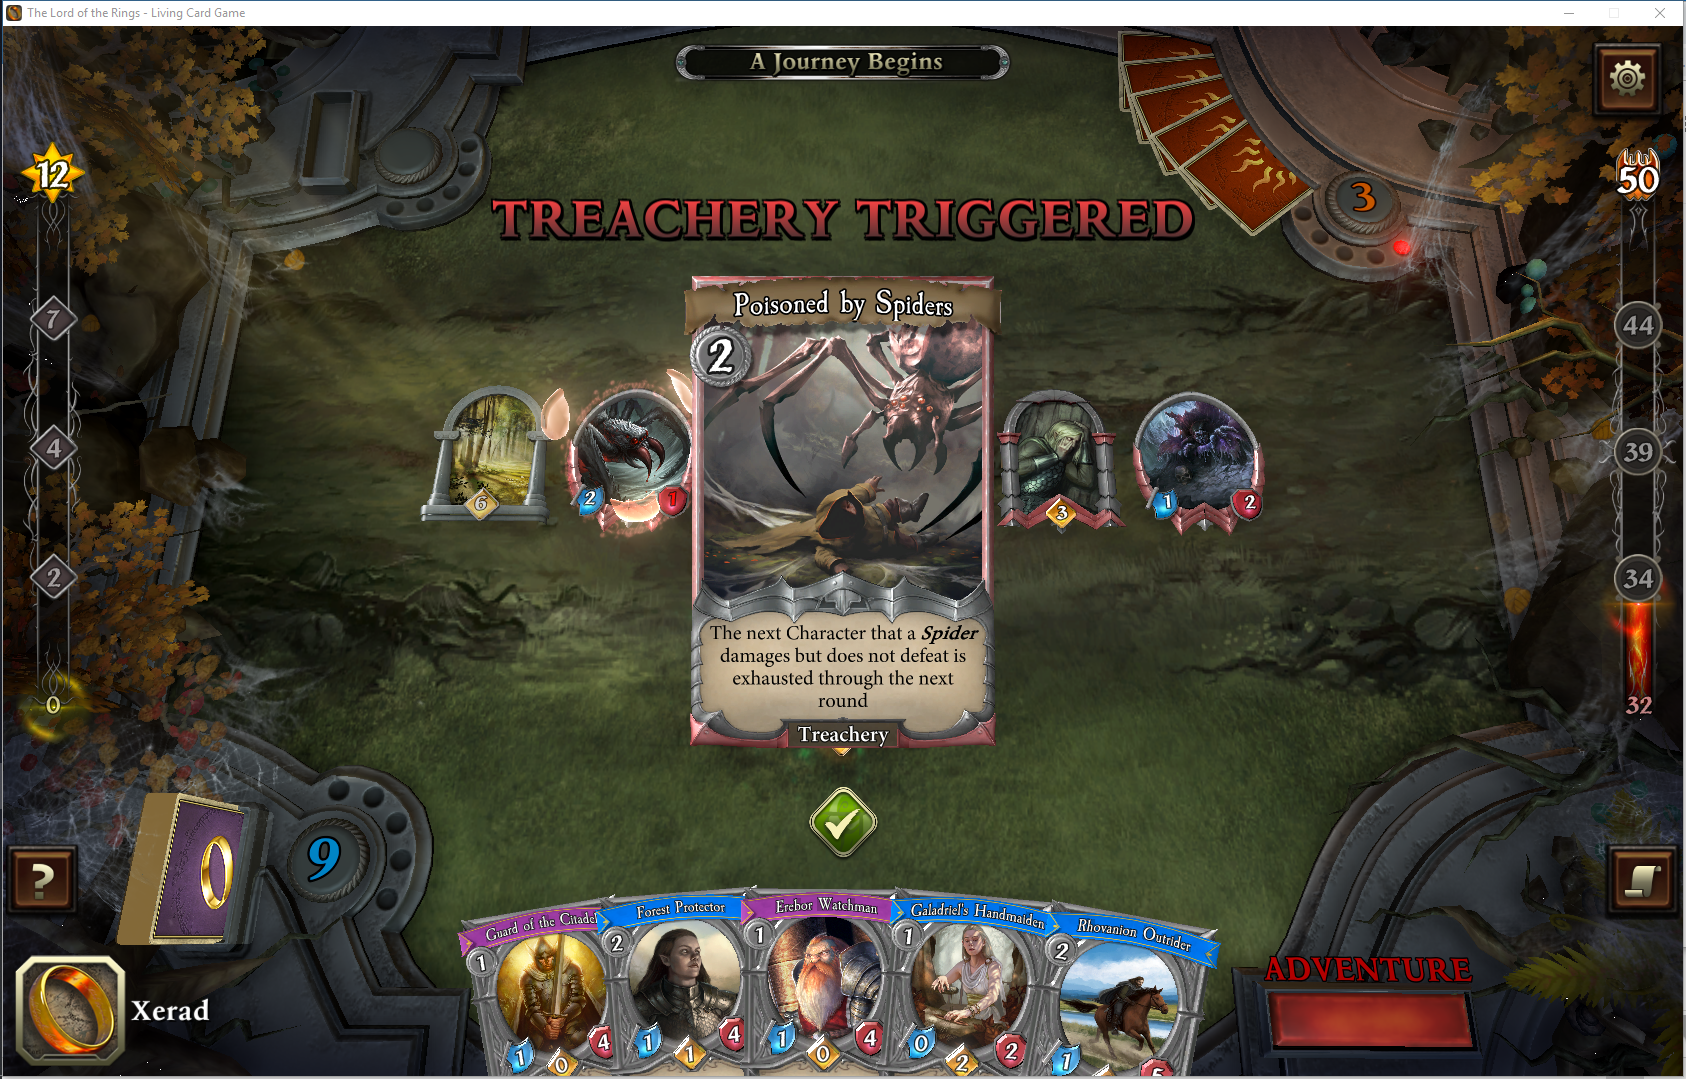 The Lord of the Rings - Living Card Game
A Journey Begins
12
50
3
TREACHERY TRIGGERED
7
44
Poisoned by Spiders
2
4
39
6
2
1
3
1
2
2
34
The next Character that a Spider
damages but does not defeat is
exhausted through the next
round
Treachery
0
32
9
?
Guard of the Citadel
1
1
0
4
Forest Protector
2
1
1
4
Erebor Watchman
1
1
0
4
Galadriel's Handmaiden
1
0
2
2
Rhovanion Outrider
2
1
ADVENTURE
Xerad